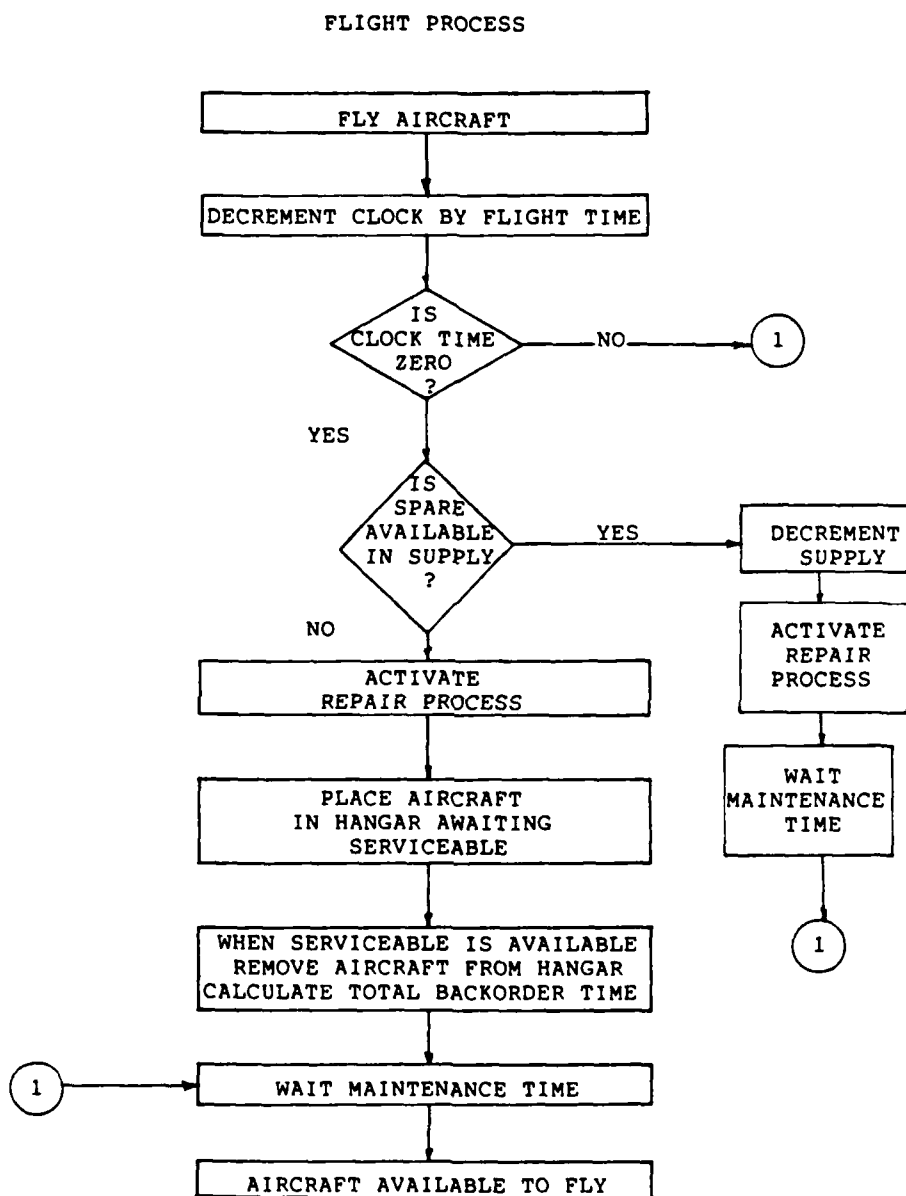 FLIGHT PROCESS
FLY AIRCRAFT
DECREMENT CLOCK BY FLIGHT TIME
IS
CLOCK TIME
ZERO
?
NO
1
YES
IS
SPARE
AVAILABLE
IN SUPPLY
?
YES
DECREMENT
SUPPLY
ACTIVATE
REPAIR
PROCESS
WAIT
MAINTENANCE
TIME
1
NO
ACTIVATE
REPAIR PROCESS
PLACE AIRCRAFT
IN HANGAR AWAITING
SERVICEABLE
WHEN SERVICEABLE IS AVAILABLE
REMOVE AIRCRAFT FROM HANGAR
CALCULATE TOTAL BACKORDER TIME
1
WAIT MAINTENANCE TIME
AIRCRAFT AVAILABLE TO FLY